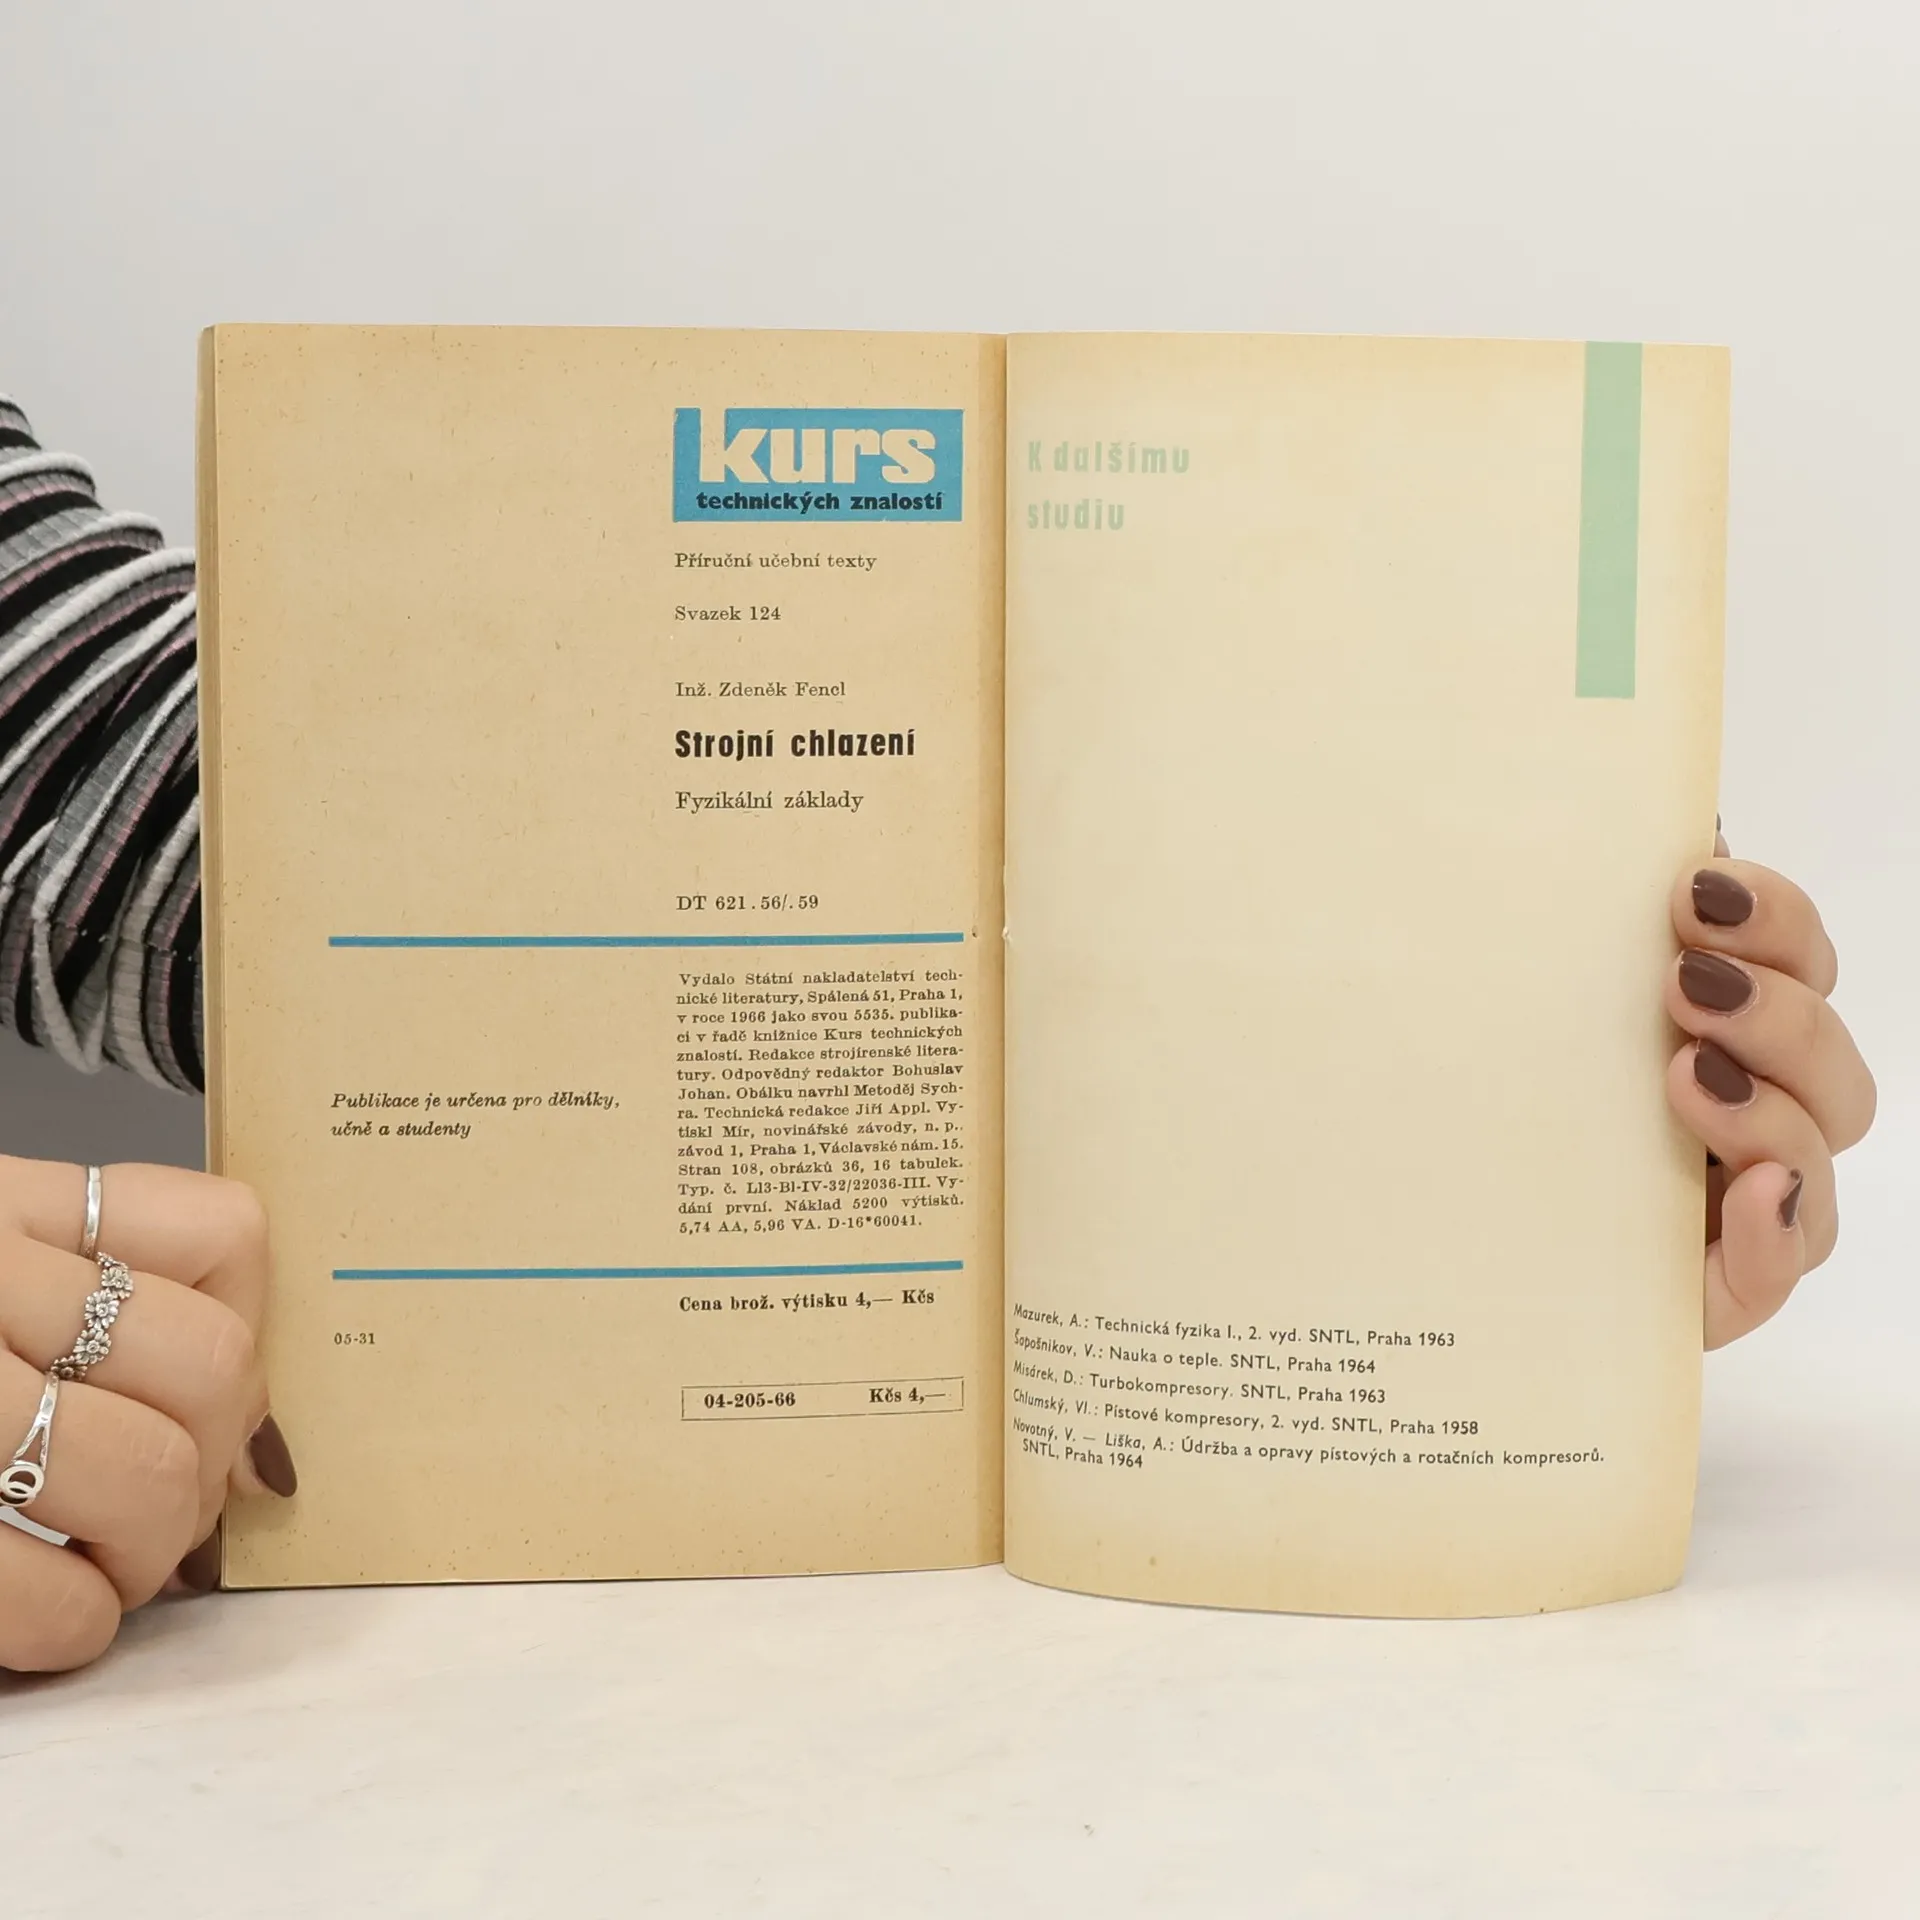 kurs
technických znalostí
Příruční učební texty
Svazek 124
Inž. Zdeněk Fencl
Strojní chlazení
Fyzikální základy
DT 621.56/.59
Publikace je určena pro dělníky,
učně a studenty
Vydalo Státní nakladatelství tech-
nické literatury, Spálená 51, Praha 1,
v roce 1966 jako svou 5535. publika-
ci v řadě knižnice Kurs technických
znalostí. Redakce strojírenské litera-
tury. Odpovědný redaktor Bohuslav
Johan. Obálku navrhl Metoděj Sych-
ra. Technická redakce Jiří Appl. Vy-
tiskl Mír, novinářské závody, n. p.,
závod 1, Praha 1, Václavské nám. 15.
Stran 108, obrázků 36, 16 tabulek.
Typ. č. L13-B1-IV-32/22036-III. Vy-
dání první. Náklad 5200 výtisků.
5,74 AA, 5,96 VA. D-16*60041.
Cena brož. výtisku 4,— Kčs
05-31
04-205-66 Kčs 4,—
K dalšímu
studiu
Mazurek, A.: Technická fyzika I., 2. vyd. SNTL, Praha 1963
Šapošnikov, V.: Nauka o teple. SNTL, Praha 1964
Misárek, D.: Turbokompresory. SNTL, Praha 1963
Chlumský, Vl.: Pístové kompresory, 2. vyd. SNTL, Praha 1958
Novotný, V. — Liška, A.: Údržba a opravy pístových a rotačních kompresorů.
SNTL, Praha 1964